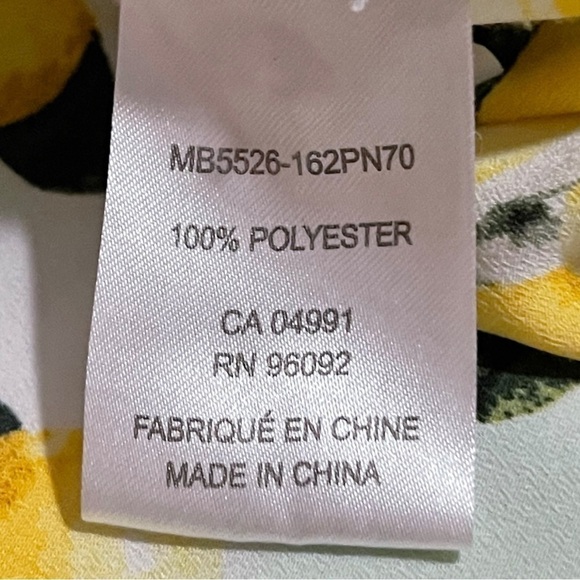 MB5526-162PN70
100% POLYESTER
CA 04991
RN 96092
FABRIQUÉ EN CHINE
MADE IN CHINA